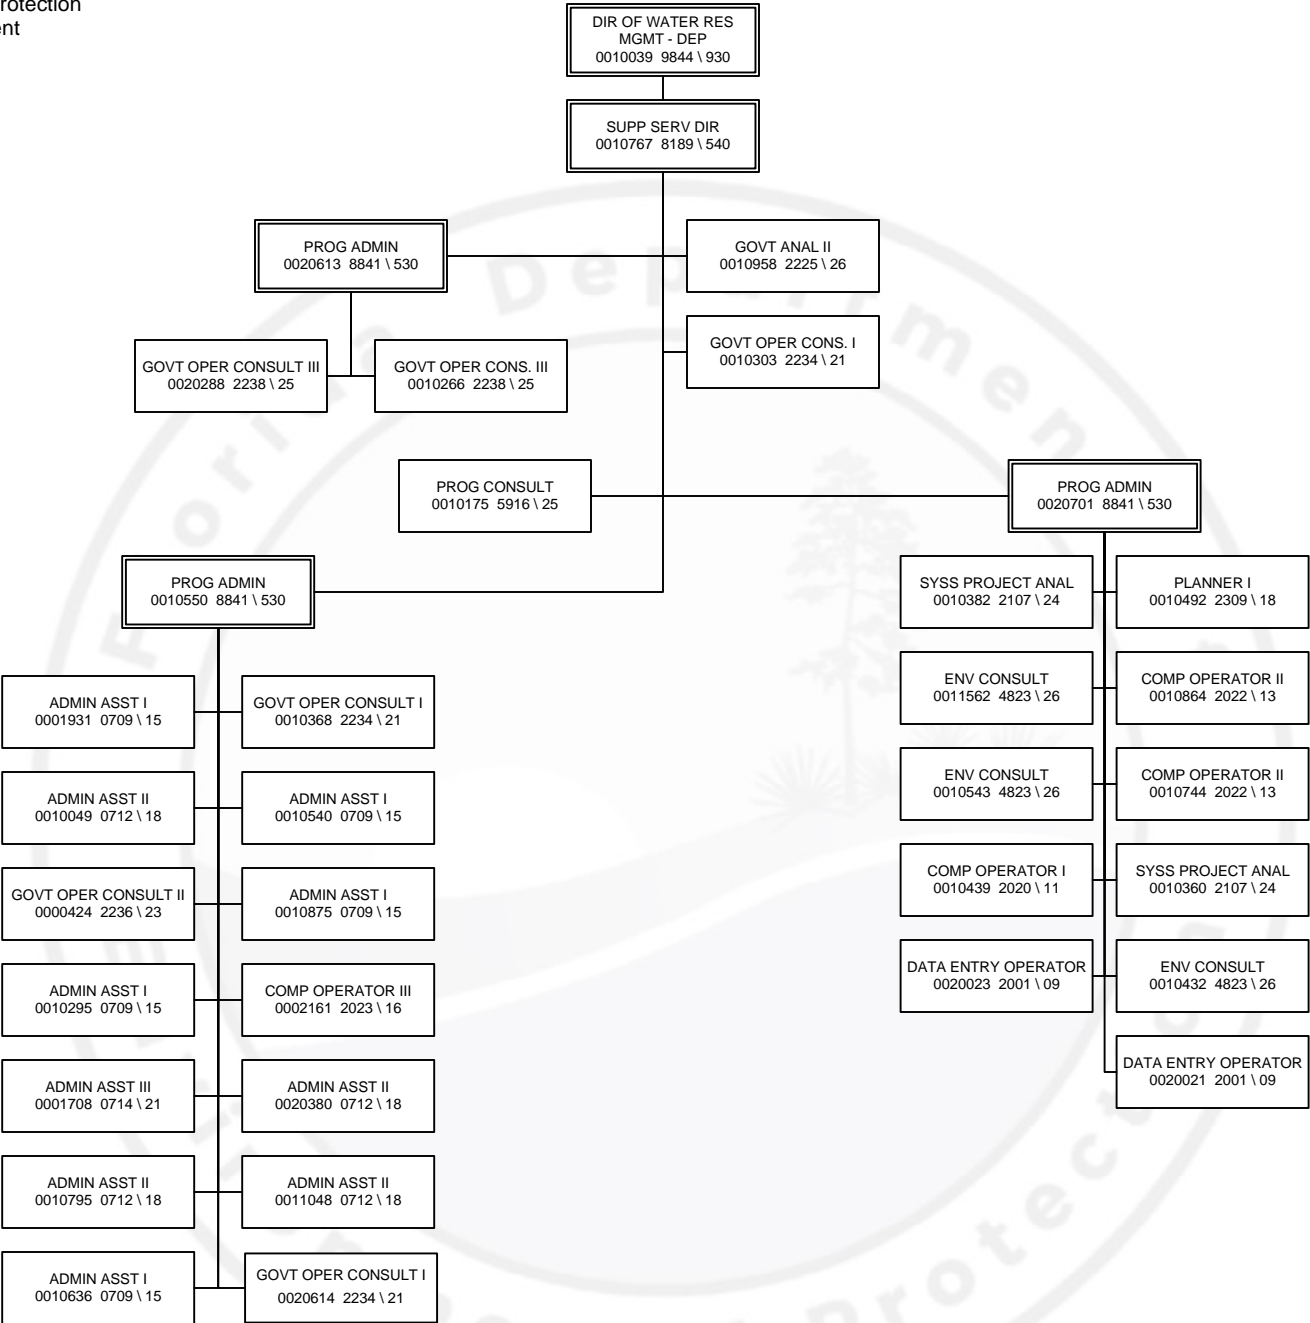 rotection
ent
DIR OF WATER RES
MGMT - DEP
0010039 9844 \ 930
SUPP SERV DIR
0010767 8189 \ 540
PROG ADMIN
0020613 8841 \ 530
GOVT ANAL II
0010958 2225 \ 26
GOVT OPER CONSULT III
0020288 2238 \ 25
GOVT OPER CONS. III
0010266 2238 \ 25
GOVT OPER CONS. I
0010303 2234 \ 21
PROG CONSULT
0010175 5916 \ 25
PROG ADMIN
0020701 8841 \ 530
PROG ADMIN
0010550 8841 \ 530
SYSS PROJECT ANAL
0010382 2107 \ 24
PLANNER I
0010492 2309 \ 18
ENV CONSULT
0011562 4823 \ 26
COMP OPERATOR II
0010864 2022 \ 13
ENV CONSULT
0010543 4823 \ 26
COMP OPERATOR II
0010744 2022 \ 13
COMP OPERATOR I
0010439 2020 \ 11
SYSS PROJECT ANAL
0010360 2107 \ 24
DATA ENTRY OPERATOR
0020023 2001 \ 09
ENV CONSULT
0010432 4823 \ 26
DATA ENTRY OPERATOR
0020021 2001 \ 09
ADMIN ASST I
0001931 0709 \ 15
GOVT OPER CONSULT I
0010368 2234 \ 21
ADMIN ASST II
0010049 0712 \ 18
ADMIN ASST I
0010540 0709 \ 15
GOVT OPER CONSULT II
0000424 2236 \ 23
ADMIN ASST I
0010875 0709 \ 15
ADMIN ASST I
0010295 0709 \ 15
COMP OPERATOR III
0002161 2023 \ 16
ADMIN ASST III
0001708 0714 \ 21
ADMIN ASST II
0020380 0712 \ 18
ADMIN ASST II
0010795 0712 \ 18
ADMIN ASST II
0011048 0712 \ 18
ADMIN ASST I
0010636 0709 \ 15
GOVT OPER CONSULT I
0020614 2234 \ 21
Florida Department
Protection